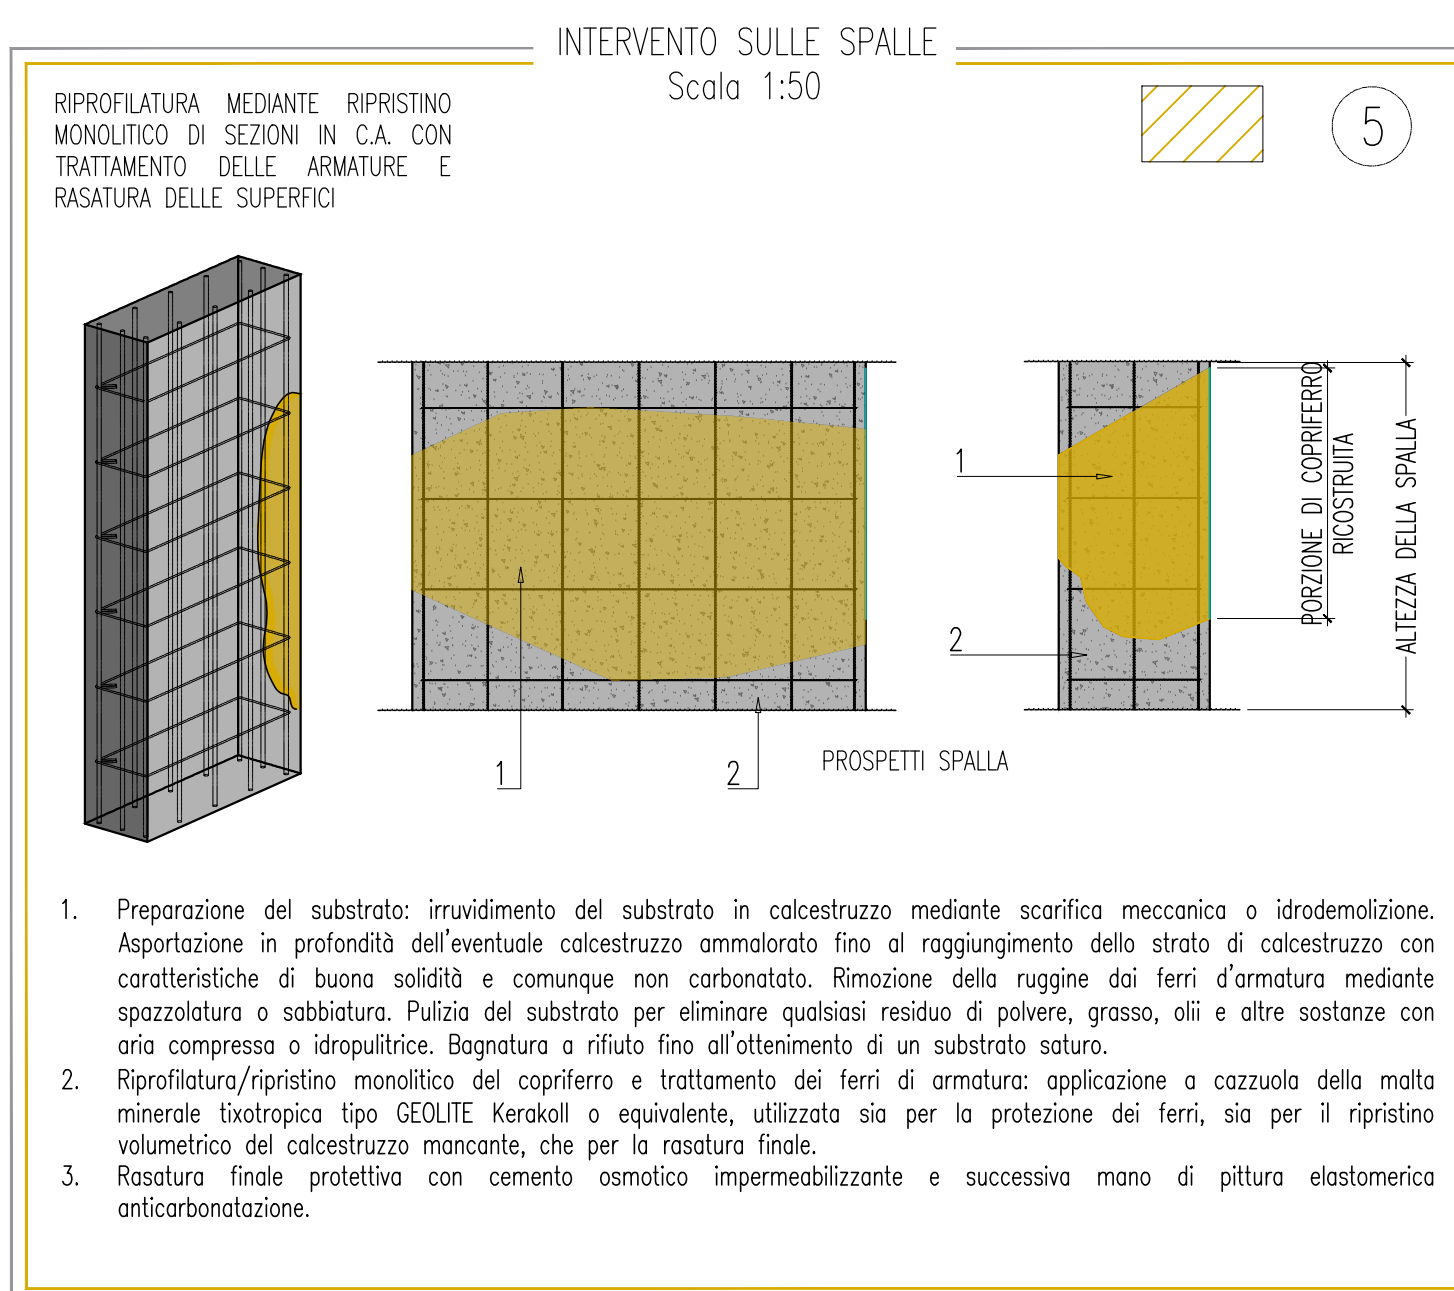 INTERVENTO SULLE SPALLE
Scala 1:50
RIPROFILATURA MEDIANTE RIPRISTINO
MONOLITICO DI SEZIONI IN C.A. CON
TRATTAMENTO DELLE ARMATURE E
RASATURA DELLE SUPERFICI
5
1
2
1
2
PORZIONE DI COPRIFERRO
RICOSTRUITA
ALTEZZA DELLA SPALLA
PROSPETTI SPALLA
1. Preparazione del substrato: irruvidimento del substrato in calcestruzzo mediante scarifica meccanica o idrodemolizione.
Asportazione in profondità dell'eventuale calcestruzzo ammalorato fino al raggiungimento dello strato di calcestruzzo con
caratteristiche di buona solidità e comunque non carbonatato. Rimozione della ruggine dai ferri d'armatura mediante
spazzolatura o sabbiatura. Pulizia del substrato per eliminare qualsiasi residuo di polvere, grasso, olii e altre sostanze con
aria compressa o idropulitrice. Bagnatura a rifiuto fino all'ottenimento di un substrato saturo.
2. Riprofilatura/ripristino monolitico del copriferro e trattamento dei ferri di armatura: applicazione a cazzuola della malta
minerale tixotropica tipo GEOLITE Kerakoll o equivalente, utilizzata sia per la protezione dei ferri, sia per il ripristino
volumetrico del calcestruzzo mancante, che per la rasatura finale.
3. Rasatura finale protettiva con cemento osmotico impermeabilizzante e successiva mano di pittura elastomerica
anticarbonatazione.